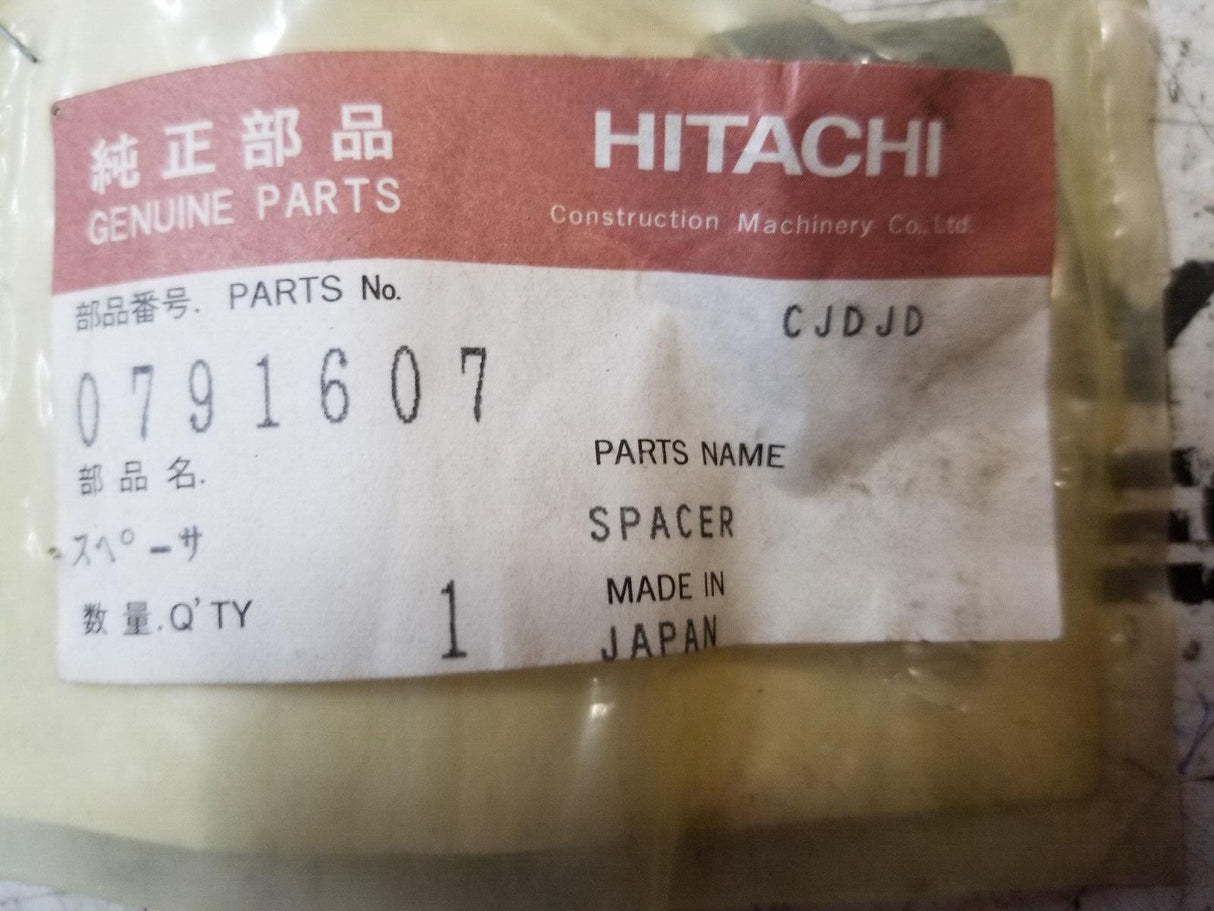 純正部品
GENUINE PARTS
HITACHI
Construction Machinery Co., Ltd.
部品番号. PARTS No.
CJDJD
0791607
部品名.
PARTS NAME
スペーサ
SPACER
数量.Q'TY
1
MADE IN
JAPAN